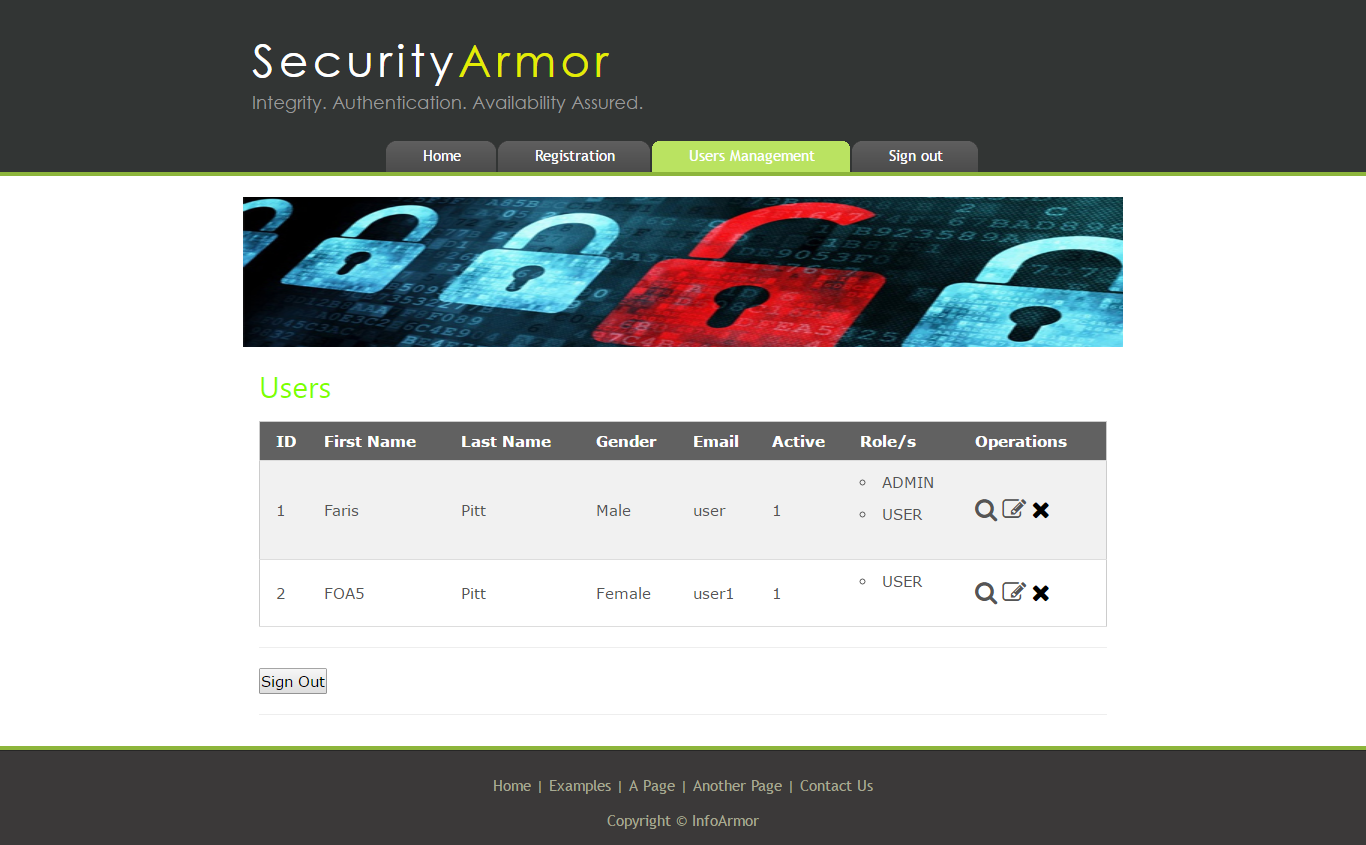 SecurityArmor
Integrity. Authentication. Availability Assured.
Home Registration Users Management Sign out
Users
ID First Name Last Name Gender Email Active Role/s Operations
ADMIN
1 Faris Pitt Male user 1
USER
USER
2 FOA5 Pitt Female user1 1
Sign Out
Home | Examples | A Page | Another Page | Contact Us
Copyright © InfoArmor